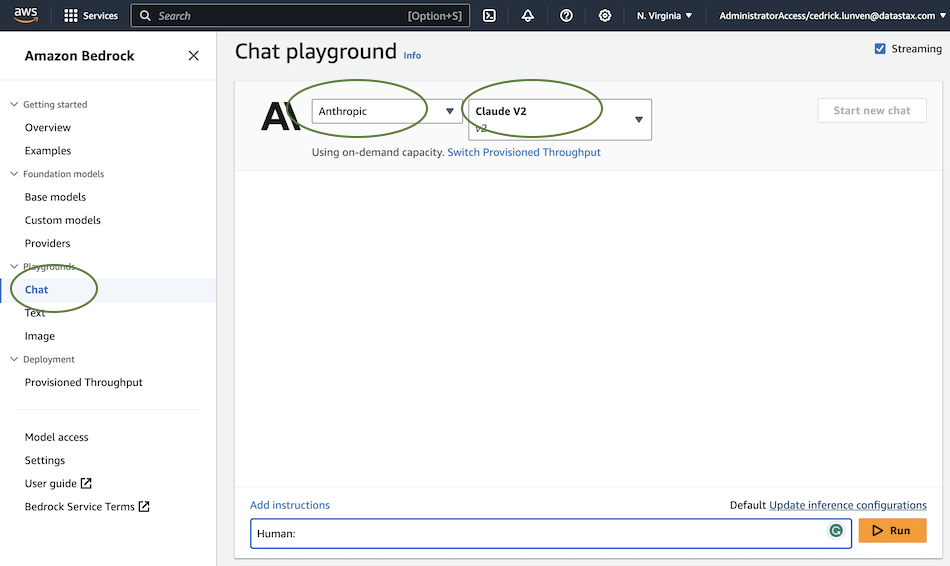 aws Services Search [Option+S] N. Virginia AdministratorAccess/cedrick.lunven@datastax.com
Amazon Bedrock
Getting started
Overview
Examples
Foundation models
Base models
Custom models
Providers
Playgrounds
Chat
Text
Image
Deployment
Provisioned Throughput
Model access
Settings
User guide
Bedrock Service Terms
Chat playground Info
Streaming
A\
Anthropic
Claude V2
v2
Start new chat
Using on-demand capacity. Switch Provisioned Throughput
Add instructions
Default Update inference configurations
Human:
Run